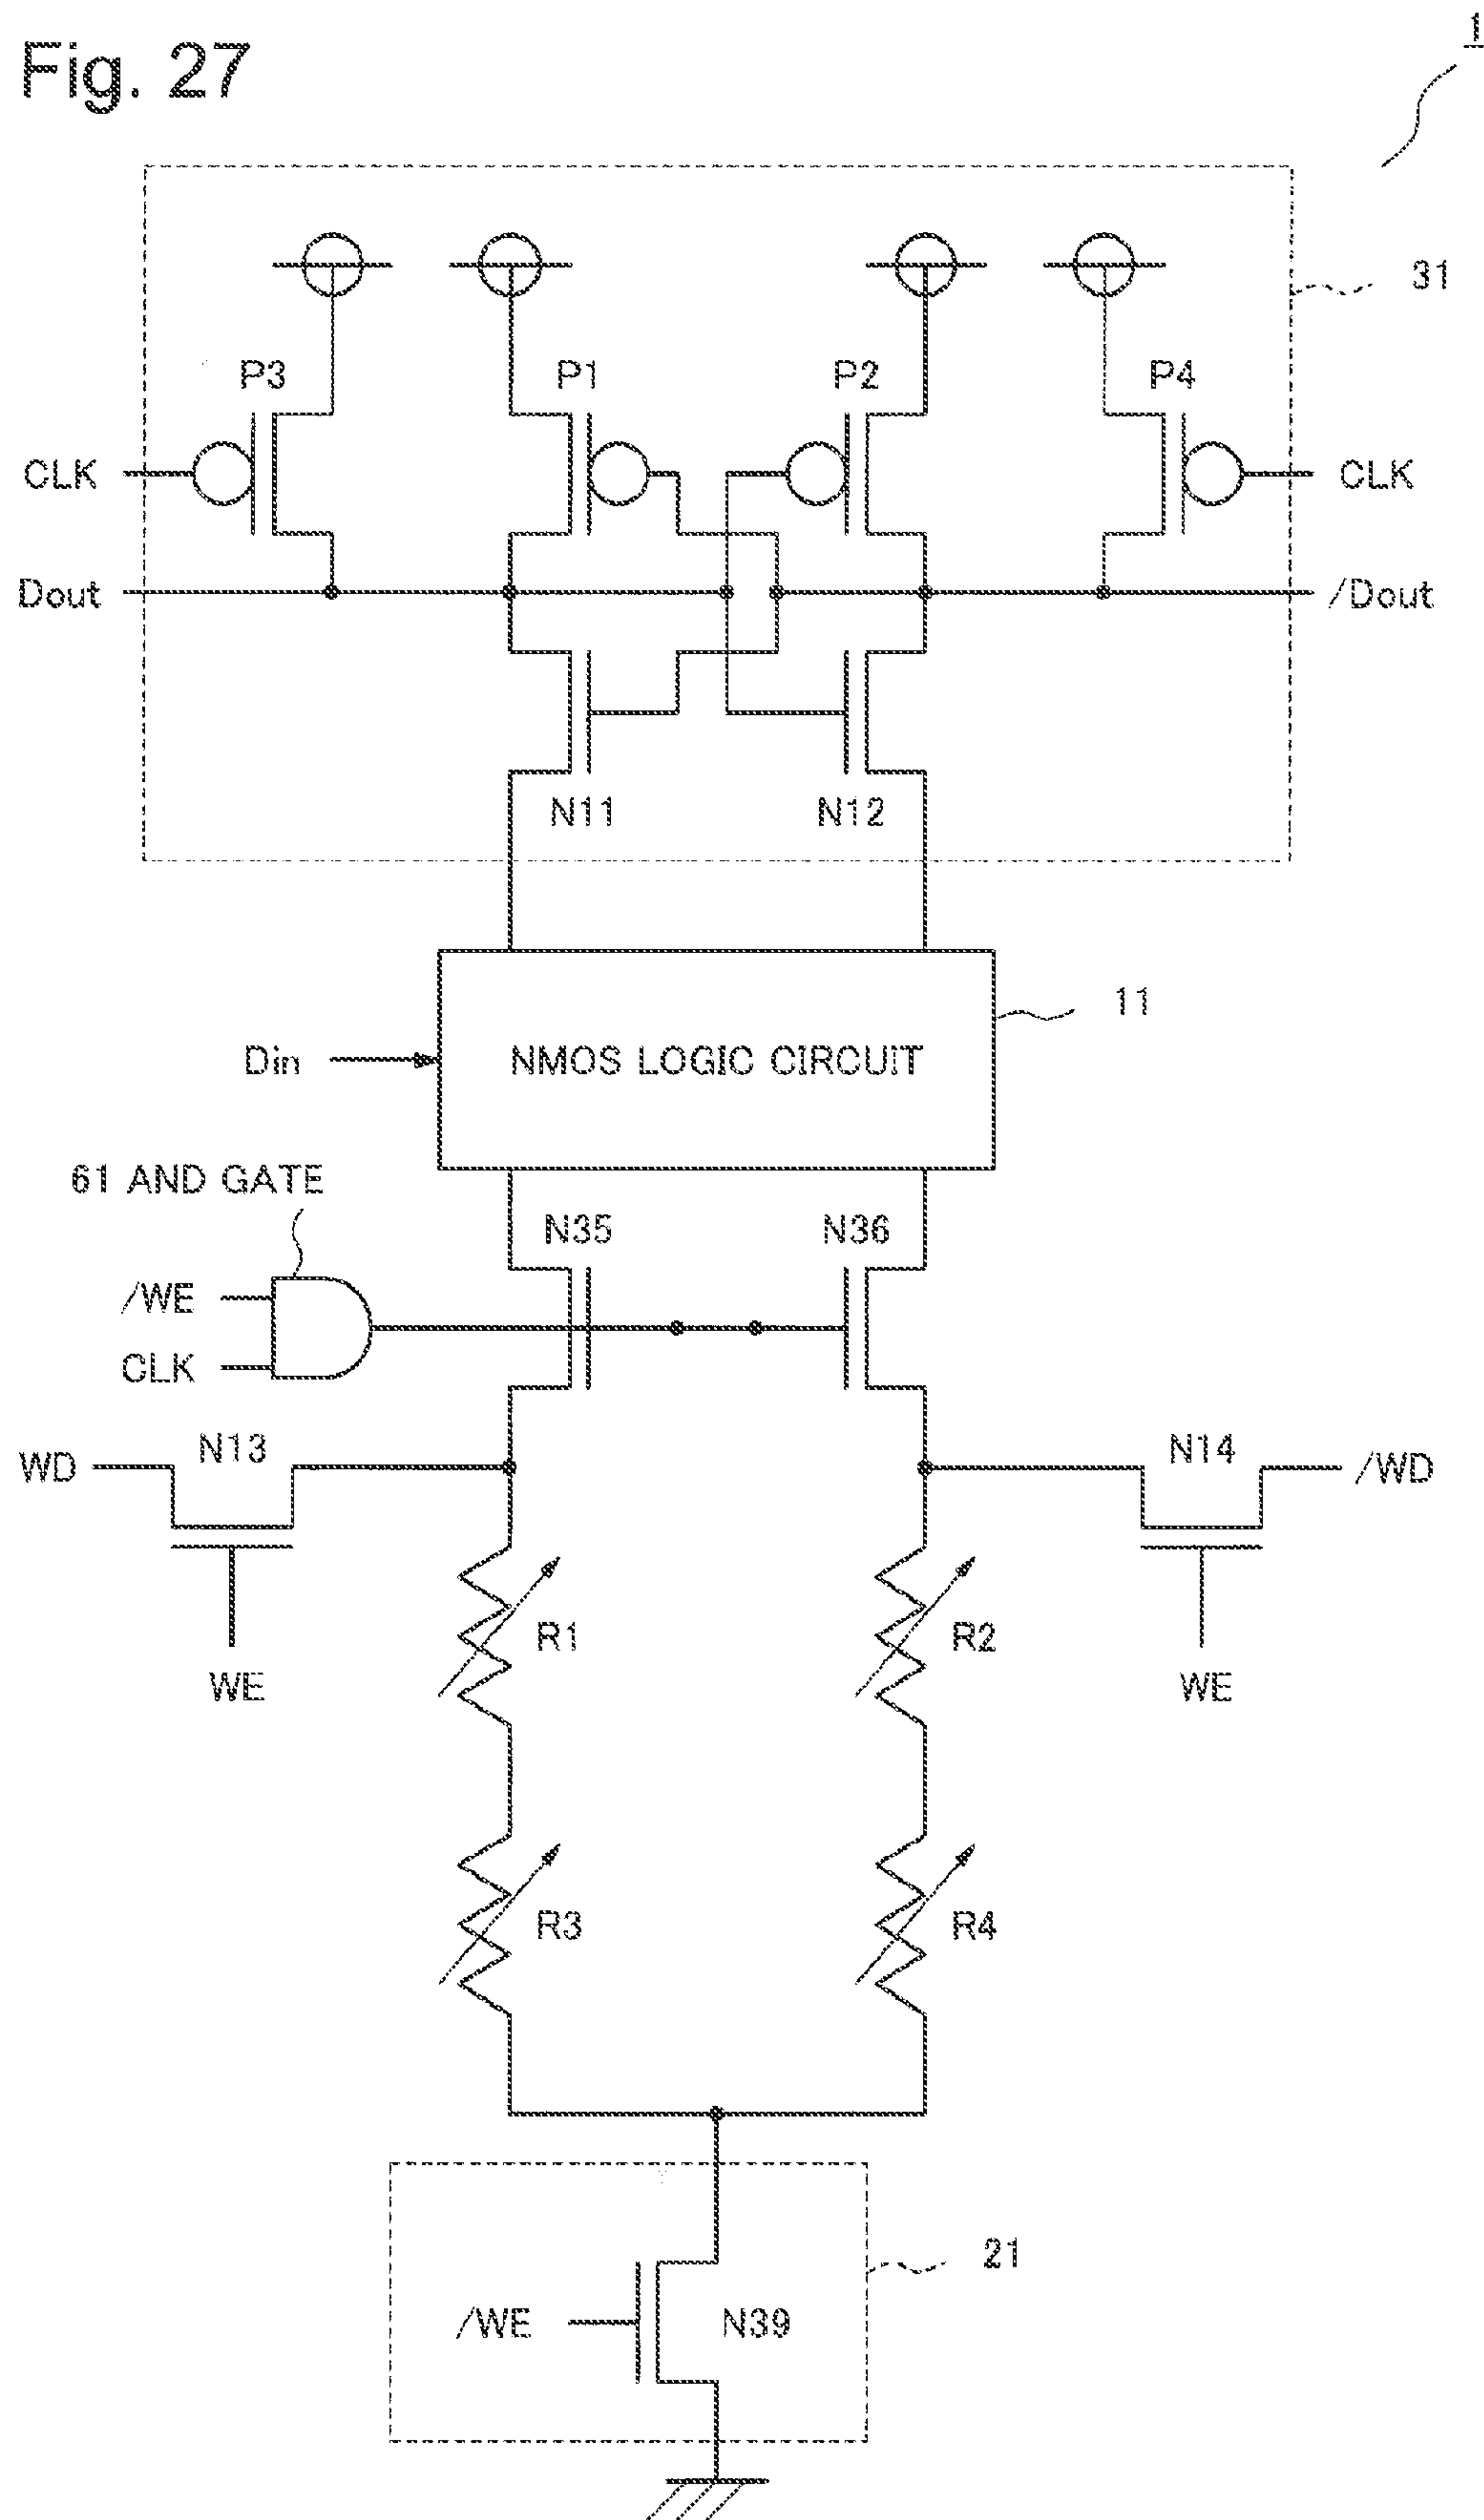 Fig. 27
1
31
P3
P1
P2
P4
CLK
CLK
Dout
/Dout
N11
N12
11
Din
NMOS LOGIC CIRCUIT
61 AND GATE
N35
N36
/WE
CLK
WD
N13
N14
/WD
R1
R2
WE
WE
R3
R4
21
/WE
N39